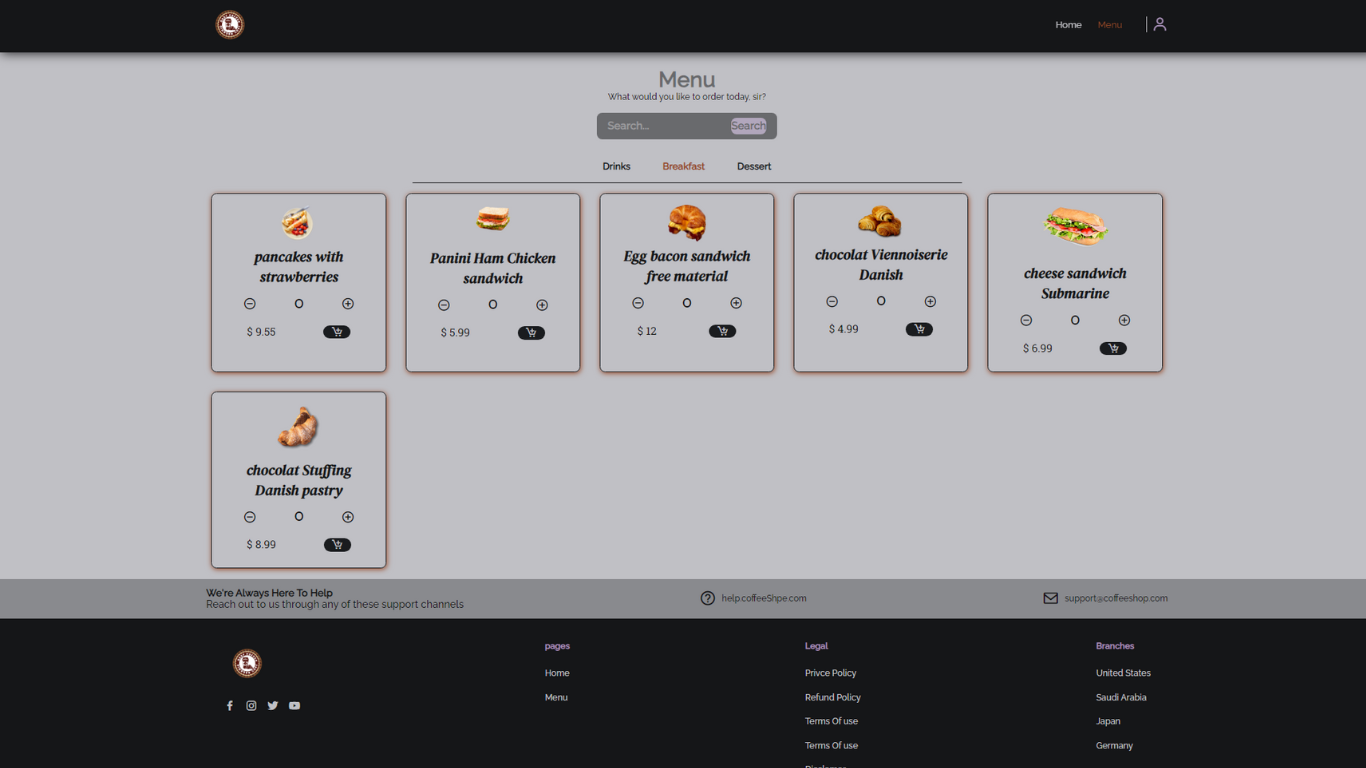 Home
Menu
Menu
What would you like to order today, sir?
Search...
Search
Drinks
Breakfast
Dessert
pancakes with
strawberries
0
$ 9.55
Panini Ham Chicken
sandwich
0
$ 5.99
Egg bacon sandwich
free material
0
$ 12
chocolat Viennoiserie
Danish
0
$ 4.99
cheese sandwich
Submarine
0
$ 6.99
chocolat Stuffing
Danish pastry
0
$ 8.99
We're Always Here To Help
Reach out to us through any of these support channels
help.coffeeShpe.com
support@coffeeshop.com
pages
Home
Menu
Legal
Privce Policy
Refund Policy
Terms Of use
Terms Of use
Disclaimer
Branches
United States
Saudi Arabia
Japan
Germany